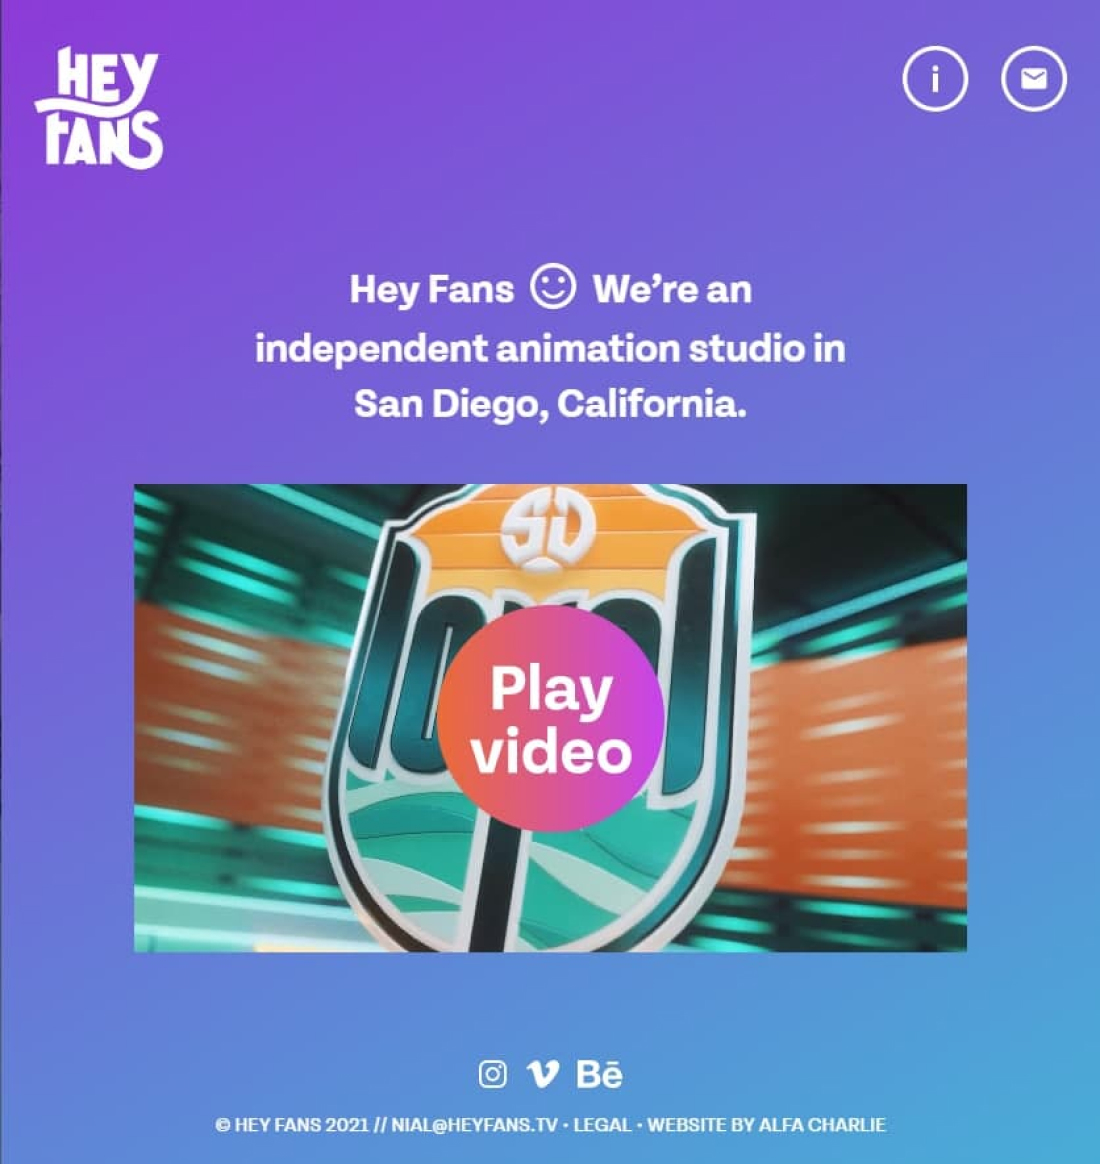 HEY
FANS
i
Hey Fans We’re an
independent animation studio in
San Diego, California.
SD
Play
video
Bē
© HEY FANS 2021 // NIAL@HEYFANS.TV • LEGAL • WEBSITE BY ALFA CHARLIE